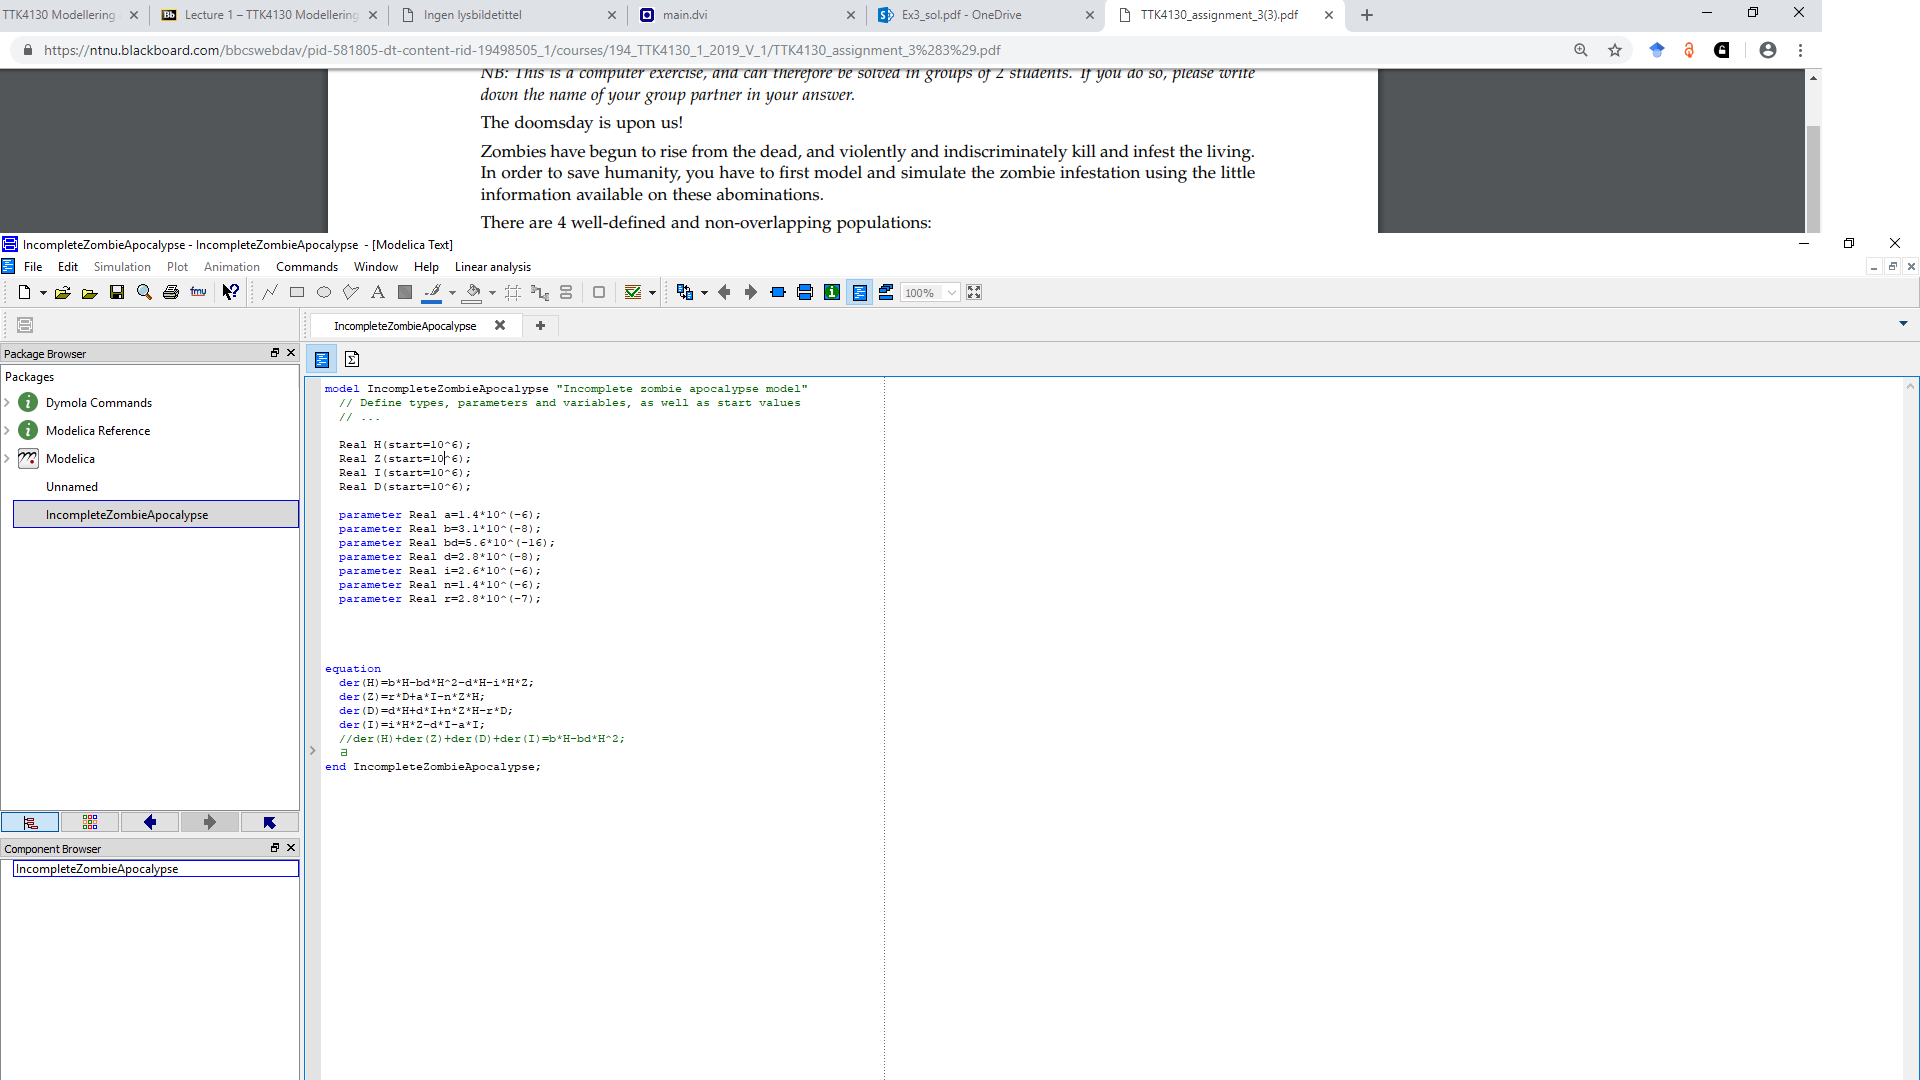 TTK4130 Modellering
Lecture 1 – TTK4130 Modellering
Ingen lysbildetittel
main.dvi
Ex3_sol.pdf - OneDrive
TTK4130_assignment_3(3).pdf
https://ntnu.blackboard.com/bbcswebdav/pid-581805-dt-content-rid-19498505_1/courses/194_TTK4130_1_2019_V_1/TTK4130_assignment_3%283%29.pdf
NB: This is a computer exercise, and can therefore be solved in groups of 2 students. If you do so, please write
down the name of your group partner in your answer.
The doomsday is upon us!
Zombies have begun to rise from the dead, and violently and indiscriminately kill and infest the living.
In order to save humanity, you have to first model and simulate the zombie infestation using the little
information available on these abominations.
There are 4 well-defined and non-overlapping populations:
IncompleteZombieApocalypse - IncompleteZombieApocalypse - [Modelica Text]
File Edit Simulation Plot Animation Commands Window Help Linear analysis
fmu
100%
IncompleteZombieApocalypse
Package Browser
Packages
Dymola Commands
Modelica Reference
Modelica
Unnamed
IncompleteZombieApocalypse
Component Browser
IncompleteZombieApocalypse
model IncompleteZombieApocalypse "Incomplete zombie apocalypse model"
// Define types, parameters and variables, as well as start values
// ...
Real H(start=10^6);
Real Z(start=10^6);
Real I(start=10^6);
Real D(start=10^6);
parameter Real a=1.4*10^(-6);
parameter Real b=3.1*10^(-8);
parameter Real bd=5.6*10^(-16);
parameter Real d=2.8*10^(-8);
parameter Real i=2.6*10^(-6);
parameter Real n=1.4*10^(-6);
parameter Real r=2.8*10^(-7);
equation
der(H)=b*H-bd*H^2-d*H-i*H*Z;
der(Z)=r*D+a*I-n*Z*H;
der(D)=d*H+d*I+n*Z*H-r*D;
der(I)=i*H*Z-d*I-a*I;
//der(H)+der(Z)+der(D)+der(I)=b*H-bd*H^2;
a
end IncompleteZombieApocalypse;